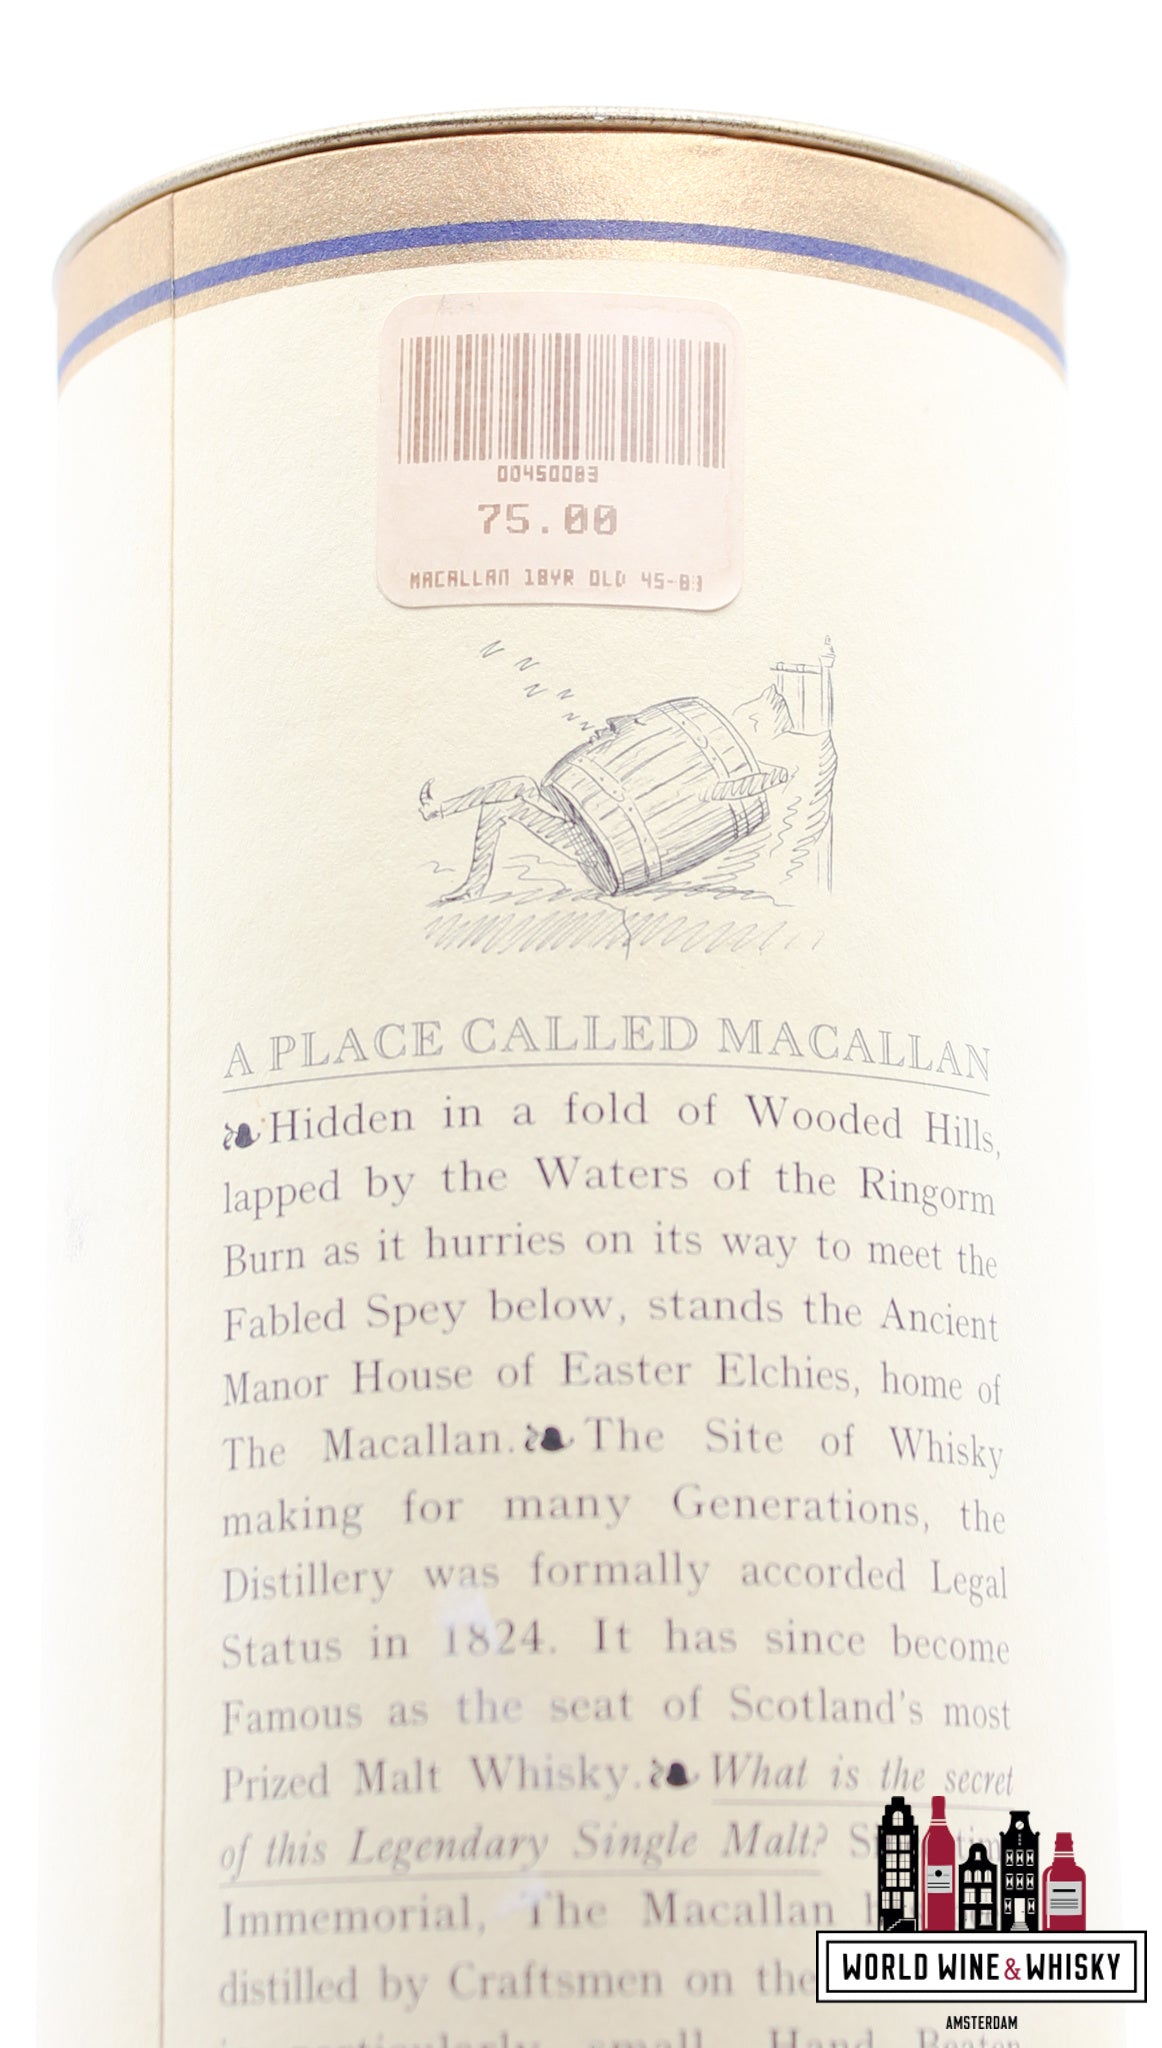 00450083
75.00
MACALLAN 18YR OLD 45-83
A PLACE CALLED MACALLAN
Hidden in a fold of Wooded Hills,
lapped by the Waters of the Ringorm
Burn as it hurries on its way to meet the
Fabled Spey below, stands the Ancient
Manor House of Easter Elchies, home of
The Macallan. The Site of Whisky
making for many Generations, the
Distillery was formally accorded Legal
Status in 1824. It has since become
Famous as the seat of Scotland's most
Prized Malt Whisky. What is the secret
of this Legendary Single Malt?
Immemorial, The Macallan
distilled by Craftsmen on the
particularly small, Hand Beaten
WORLD WINE & WHISKY
AMSTERDAM